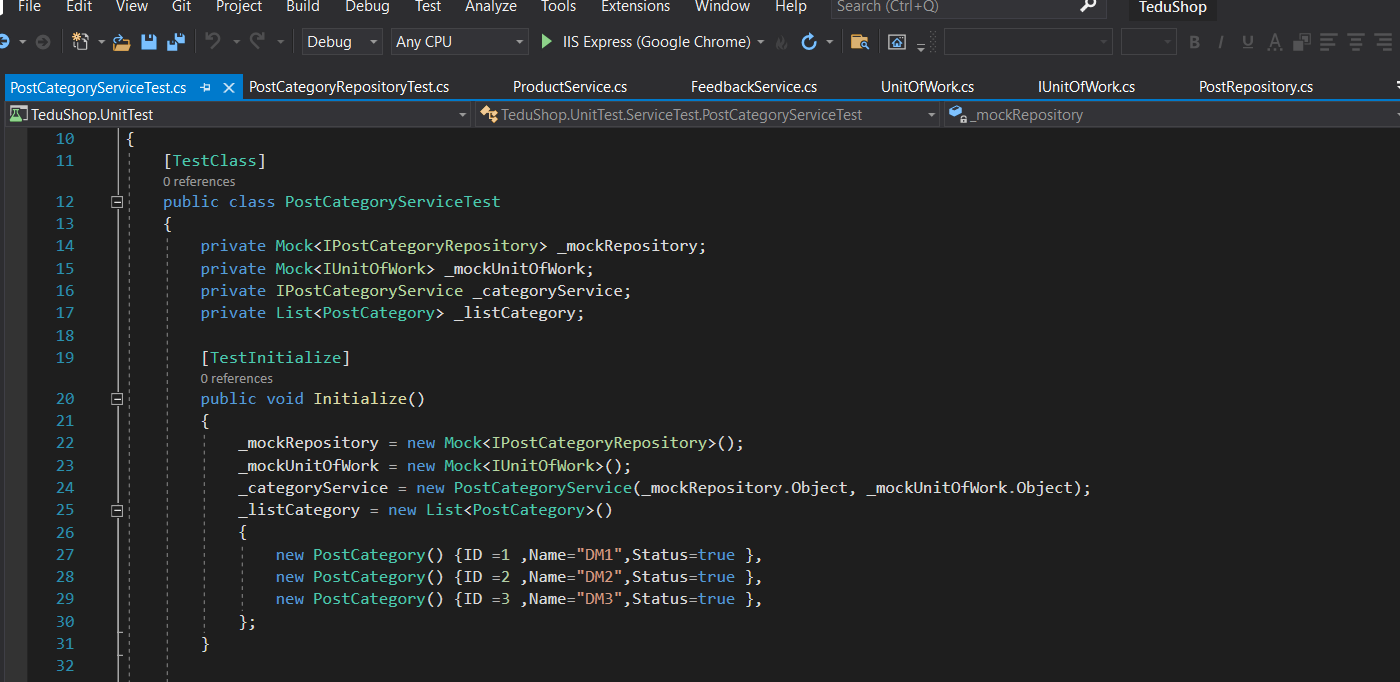 File Edit View Git Project Build Debug Test Analyze Tools Extensions Window Help Search (Ctrl+Q) TeduShop
Debug Any CPU IIS Express (Google Chrome) B I U A
PostCategoryServiceTest.cs PostCategoryRepositoryTest.cs ProductService.cs FeedbackService.cs UnitOfWork.cs IUnitOfWork.cs PostRepository.cs
TeduShop.UnitTest TeduShop.UnitTest.ServiceTest.PostCategoryServiceTest _mockRepository
10 {
11 [TestClass]
0 references
12 public class PostCategoryServiceTest
13 {
14 private Mock<IPostCategoryRepository> _mockRepository;
15 private Mock<IUnitOfWork> _mockUnitOfWork;
16 private IPostCategoryService _categoryService;
17 private List<PostCategory> _listCategory;
18
19 [TestInitialize]
0 references
20 public void Initialize()
21 {
22 _mockRepository = new Mock<IPostCategoryRepository>();
23 _mockUnitOfWork = new Mock<IUnitOfWork>();
24 _categoryService = new PostCategoryService(_mockRepository.Object, _mockUnitOfWork.Object);
25 _listCategory = new List<PostCategory>()
26 {
27 new PostCategory() {ID =1 ,Name="DM1",Status=true },
28 new PostCategory() {ID =2 ,Name="DM2",Status=true },
29 new PostCategory() {ID =3 ,Name="DM3",Status=true },
30 };
31 }
32